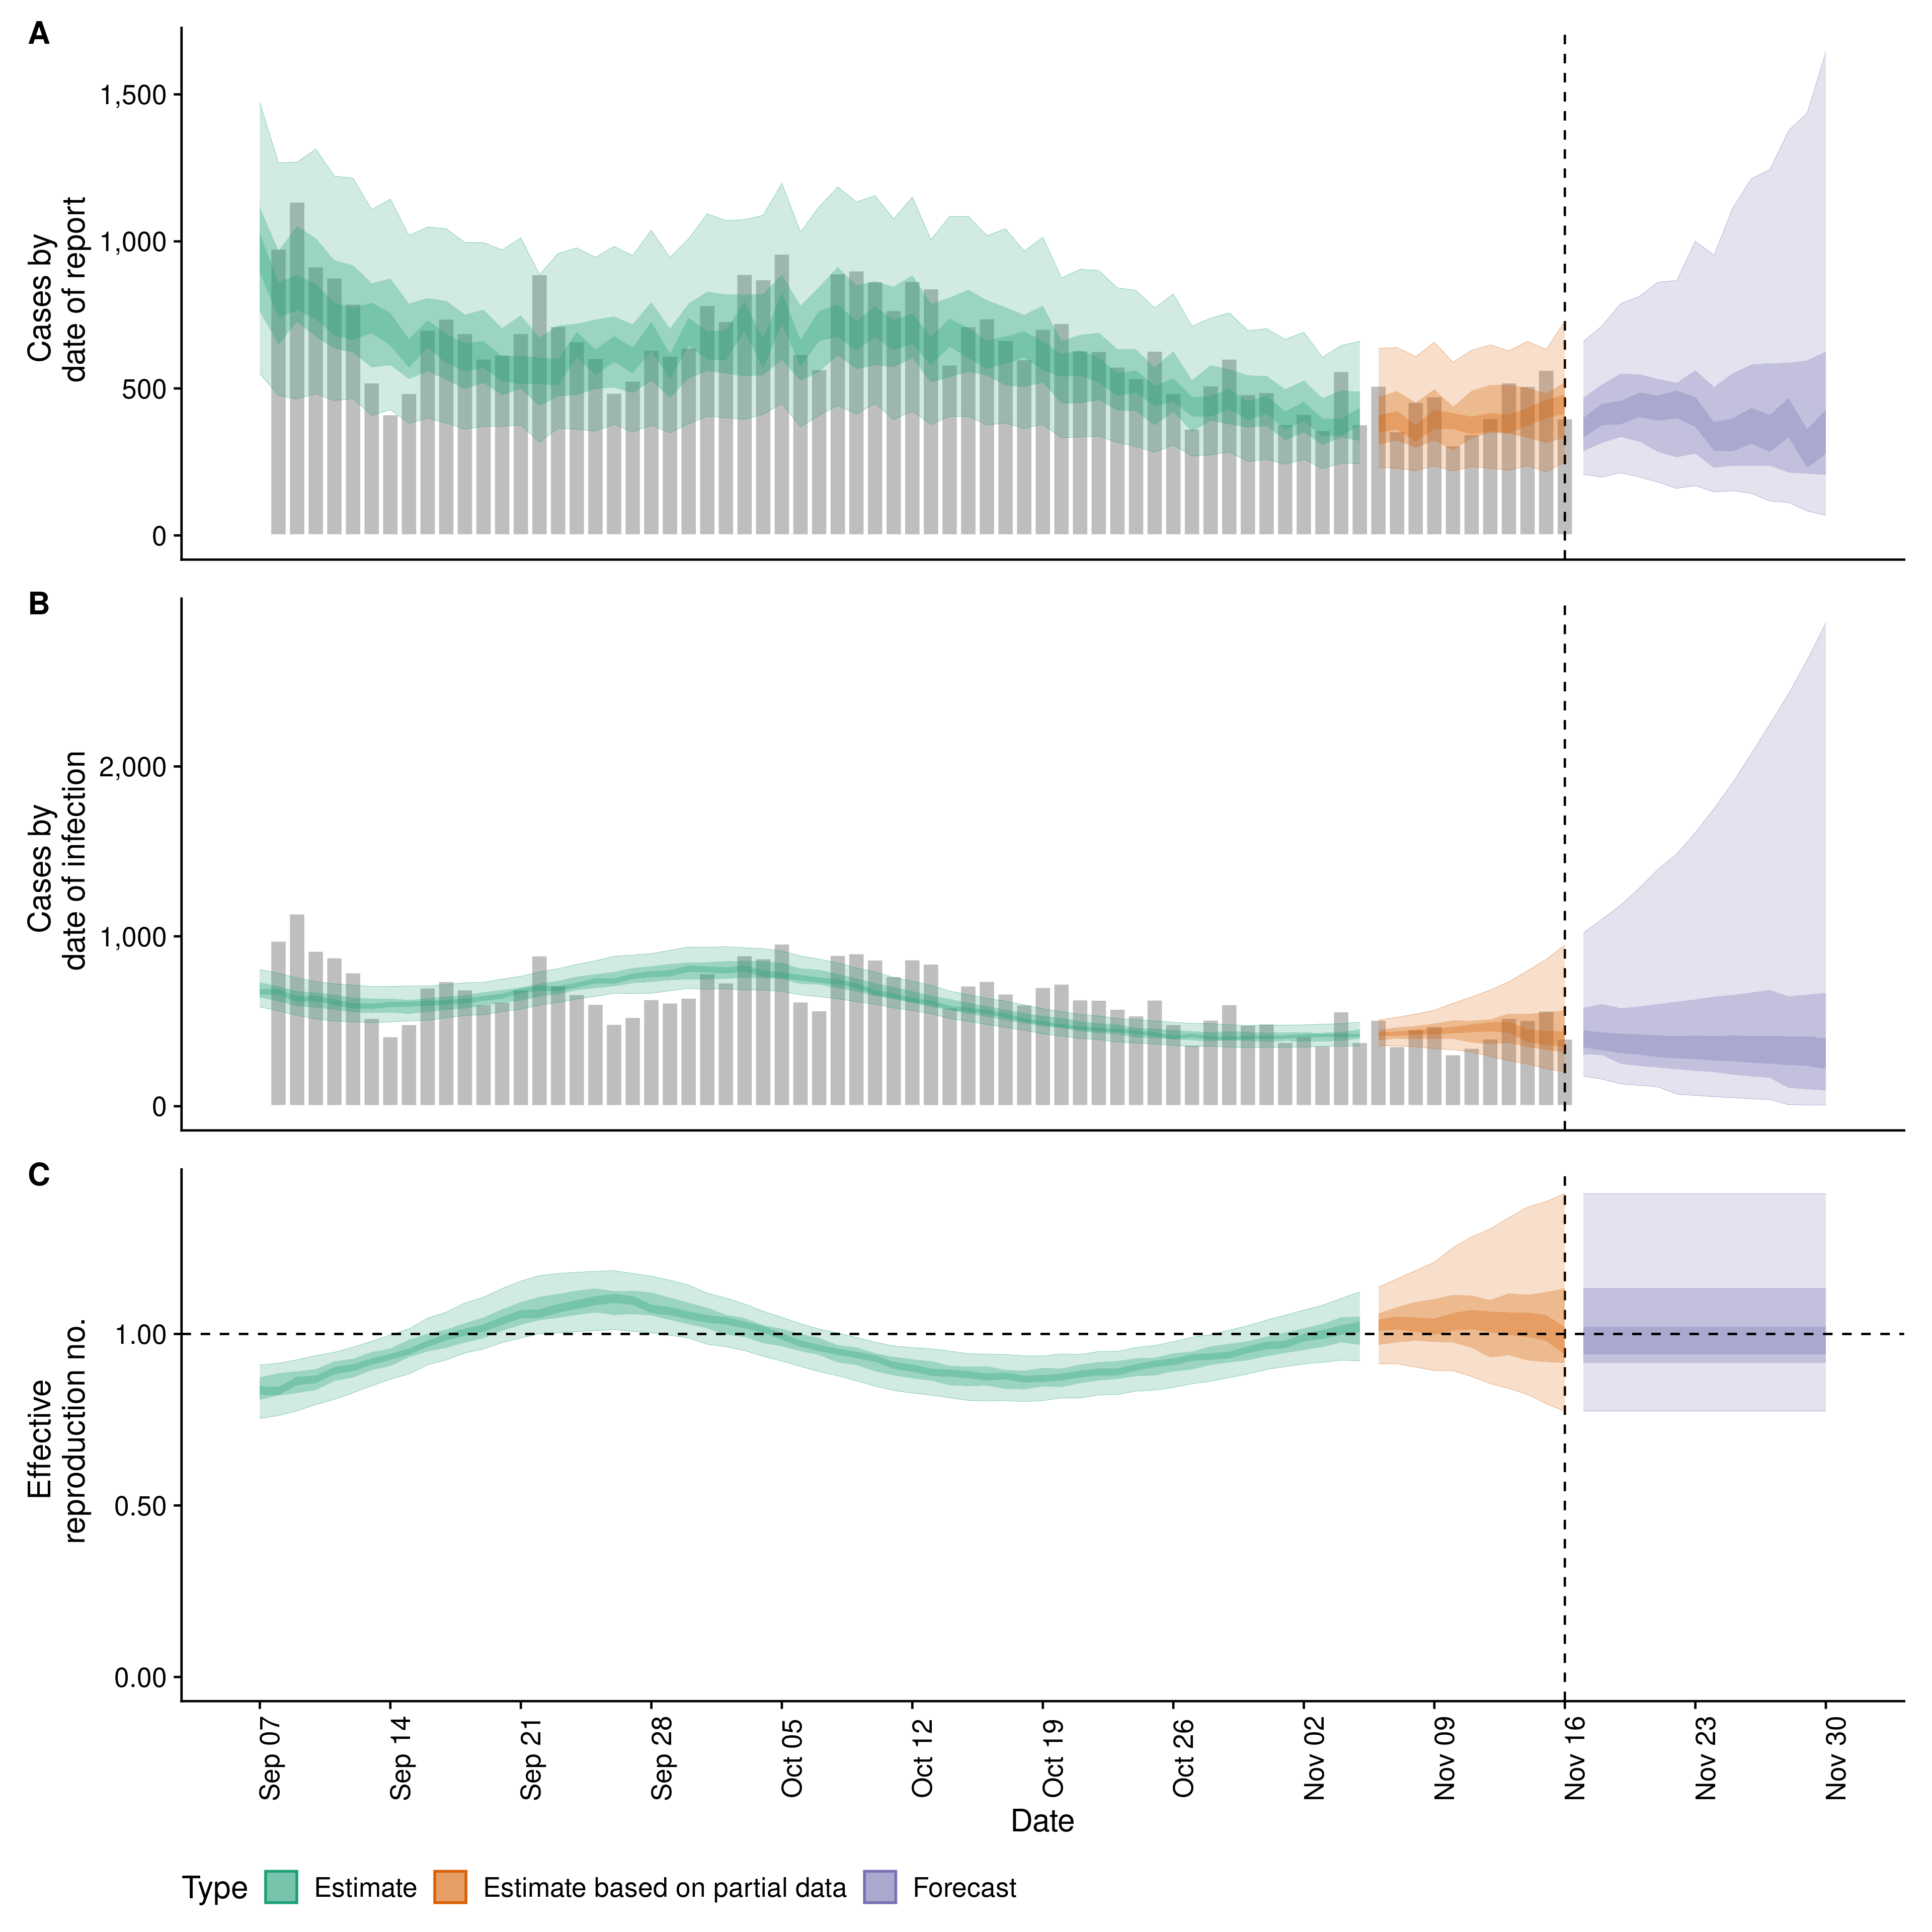 A
Cases by
date of report
1,500
1,000
500
0
B
Cases by
date of infection
2,000
1,000
0
C
Effective
reproduction no.
1.00
0.50
0.00
Sep 07
Sep 14
Sep 21
Sep 28
Oct 05
Oct 12
Oct 19
Oct 26
Nov 02
Nov 09
Nov 16
Nov 23
Nov 30
Date
Type Estimate Estimate based on partial data Forecast